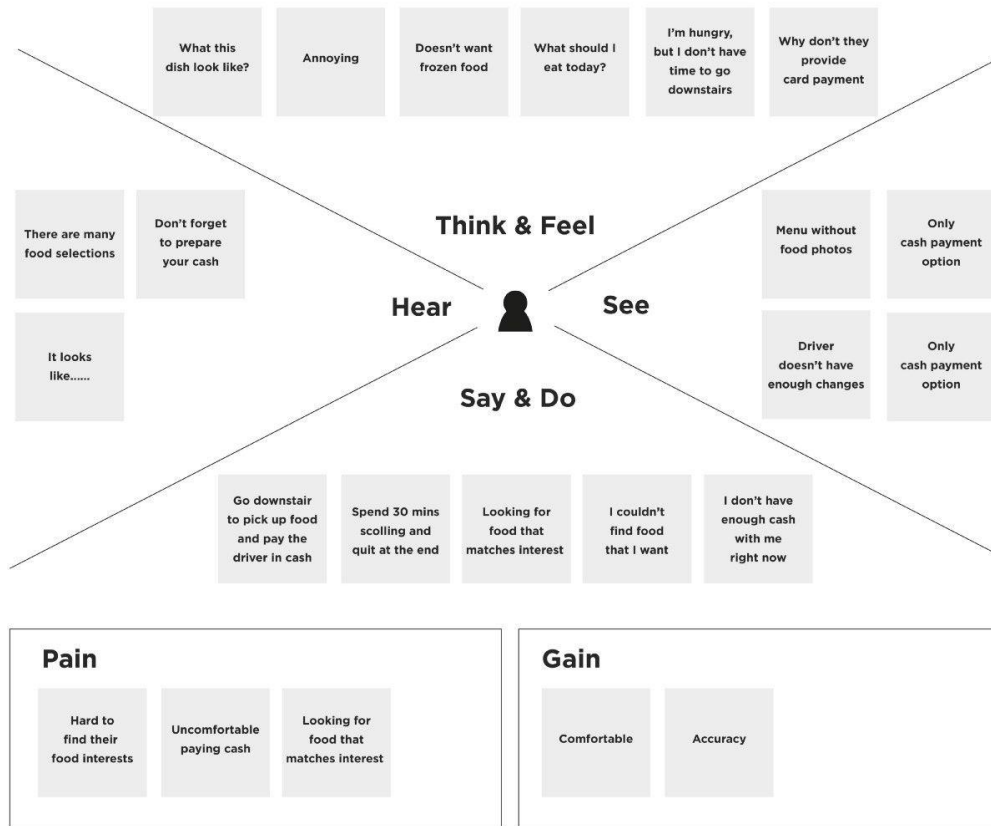 What this
dish look like?
Annoying
Doesn't want
frozen food
What should I
eat today?
I'm hungry,
but I don't have
time to go
downstairs
Why don't they
provide
card payment
Think & Feel
There are many
food selections
Don't forget
to prepare
your cash
It looks
like......
Hear
See
Menu without
food photos
Only
cash payment
option
Driver
doesn't have
enough changes
Only
cash payment
option
Say & Do
Go downstair
to pick up food
and pay the
driver in cash
Spend 30 mins
scolling and
quit at the end
Looking for
food that
matches interest
I couldn't
find food
that I want
I don't have
enough cash
with me
right now
Pain
Hard to
find their
food interests
Uncomfortable
paying cash
Looking for
food that
matches interest
Gain
Comfortable
Accuracy